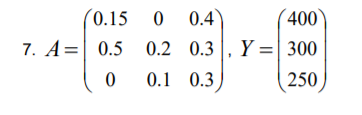 7. A = (0.15 0 0.4
0.5 0.2 0.3
0 0.1 0.3), Y = (400
300
250)